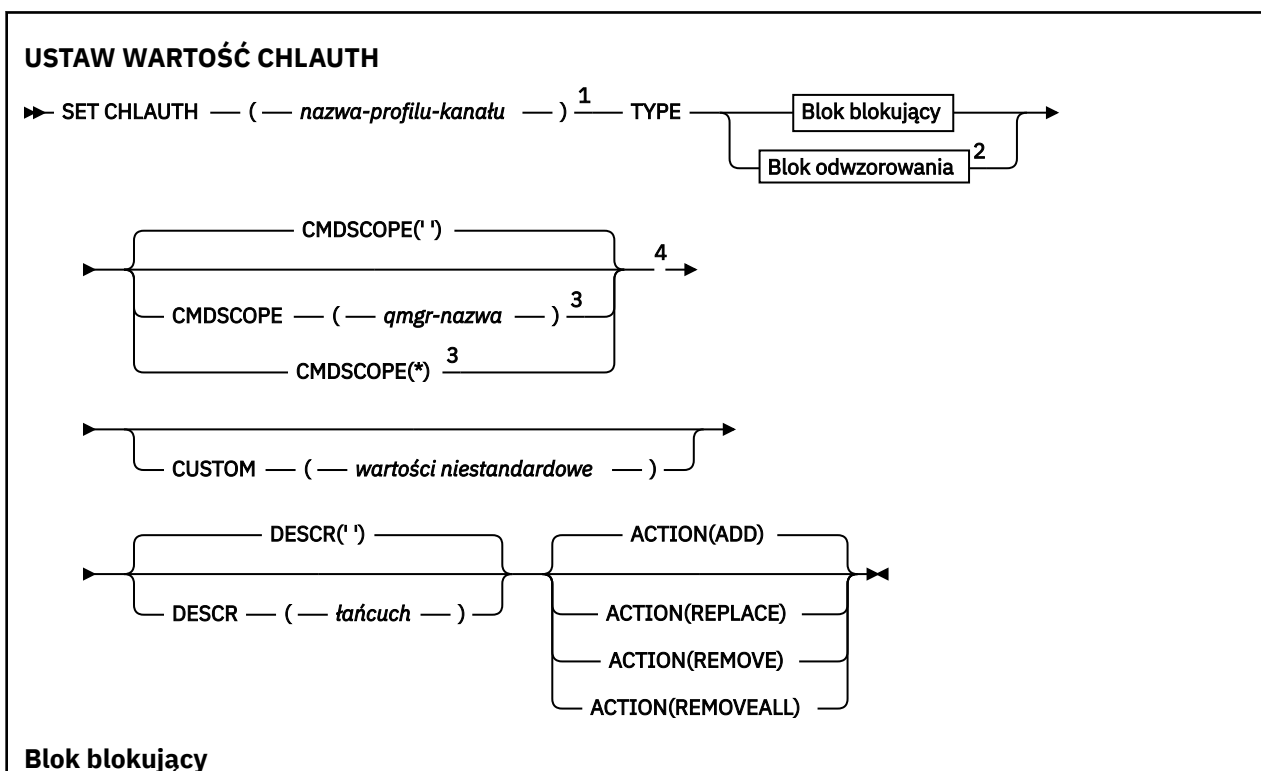 USTAW WARTOŚĆ CHLAUTH
SET CHLAUTH ( nazwa-profilu-kanału ) 1 TYPE Blok blokujący
Blok odwzorowania 2
CMDSCOPE(' ')
4
CMDSCOPE ( qmgr-nazwa ) 3
CMDSCOPE(*) 3
CUSTOM ( wartości niestandardowe )
DESCR(' ') ACTION(ADD)
DESCR ( łańcuch ) ACTION(REPLACE)
ACTION(REMOVE)
ACTION(REMOVEALL)
Blok blokujący